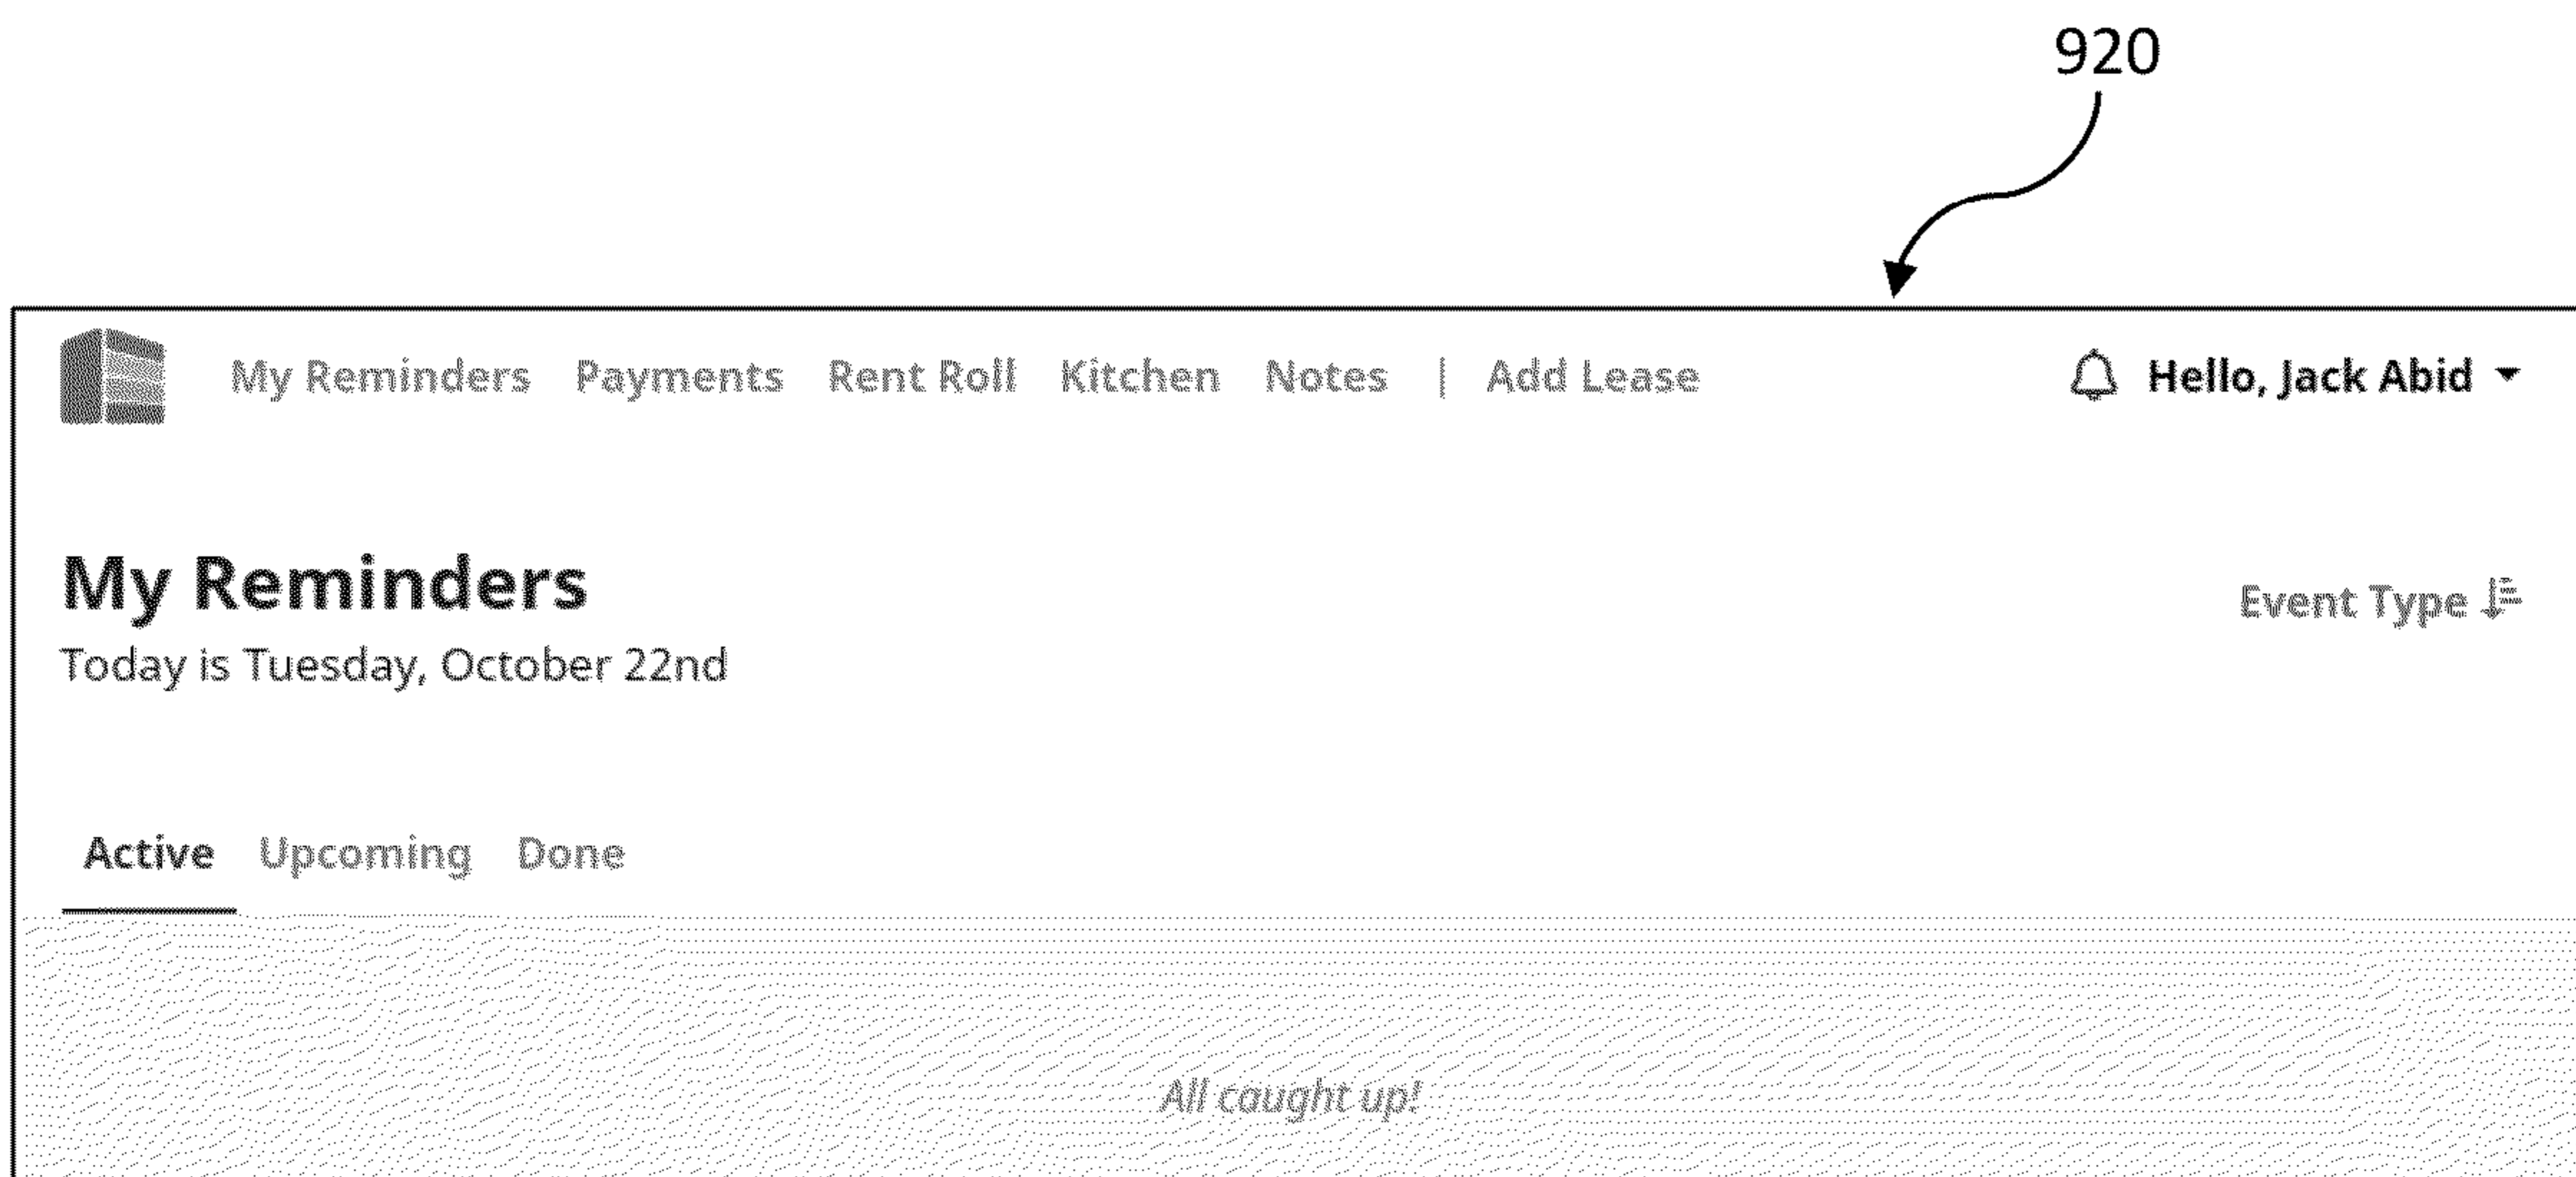 920
My Reminders Payments Rent Roll Kitchen Notes | Add Lease Hello, Jack Abid
My Reminders
Event Type
Today is Tuesday, October 22nd
Active Upcoming Done
All caught up!